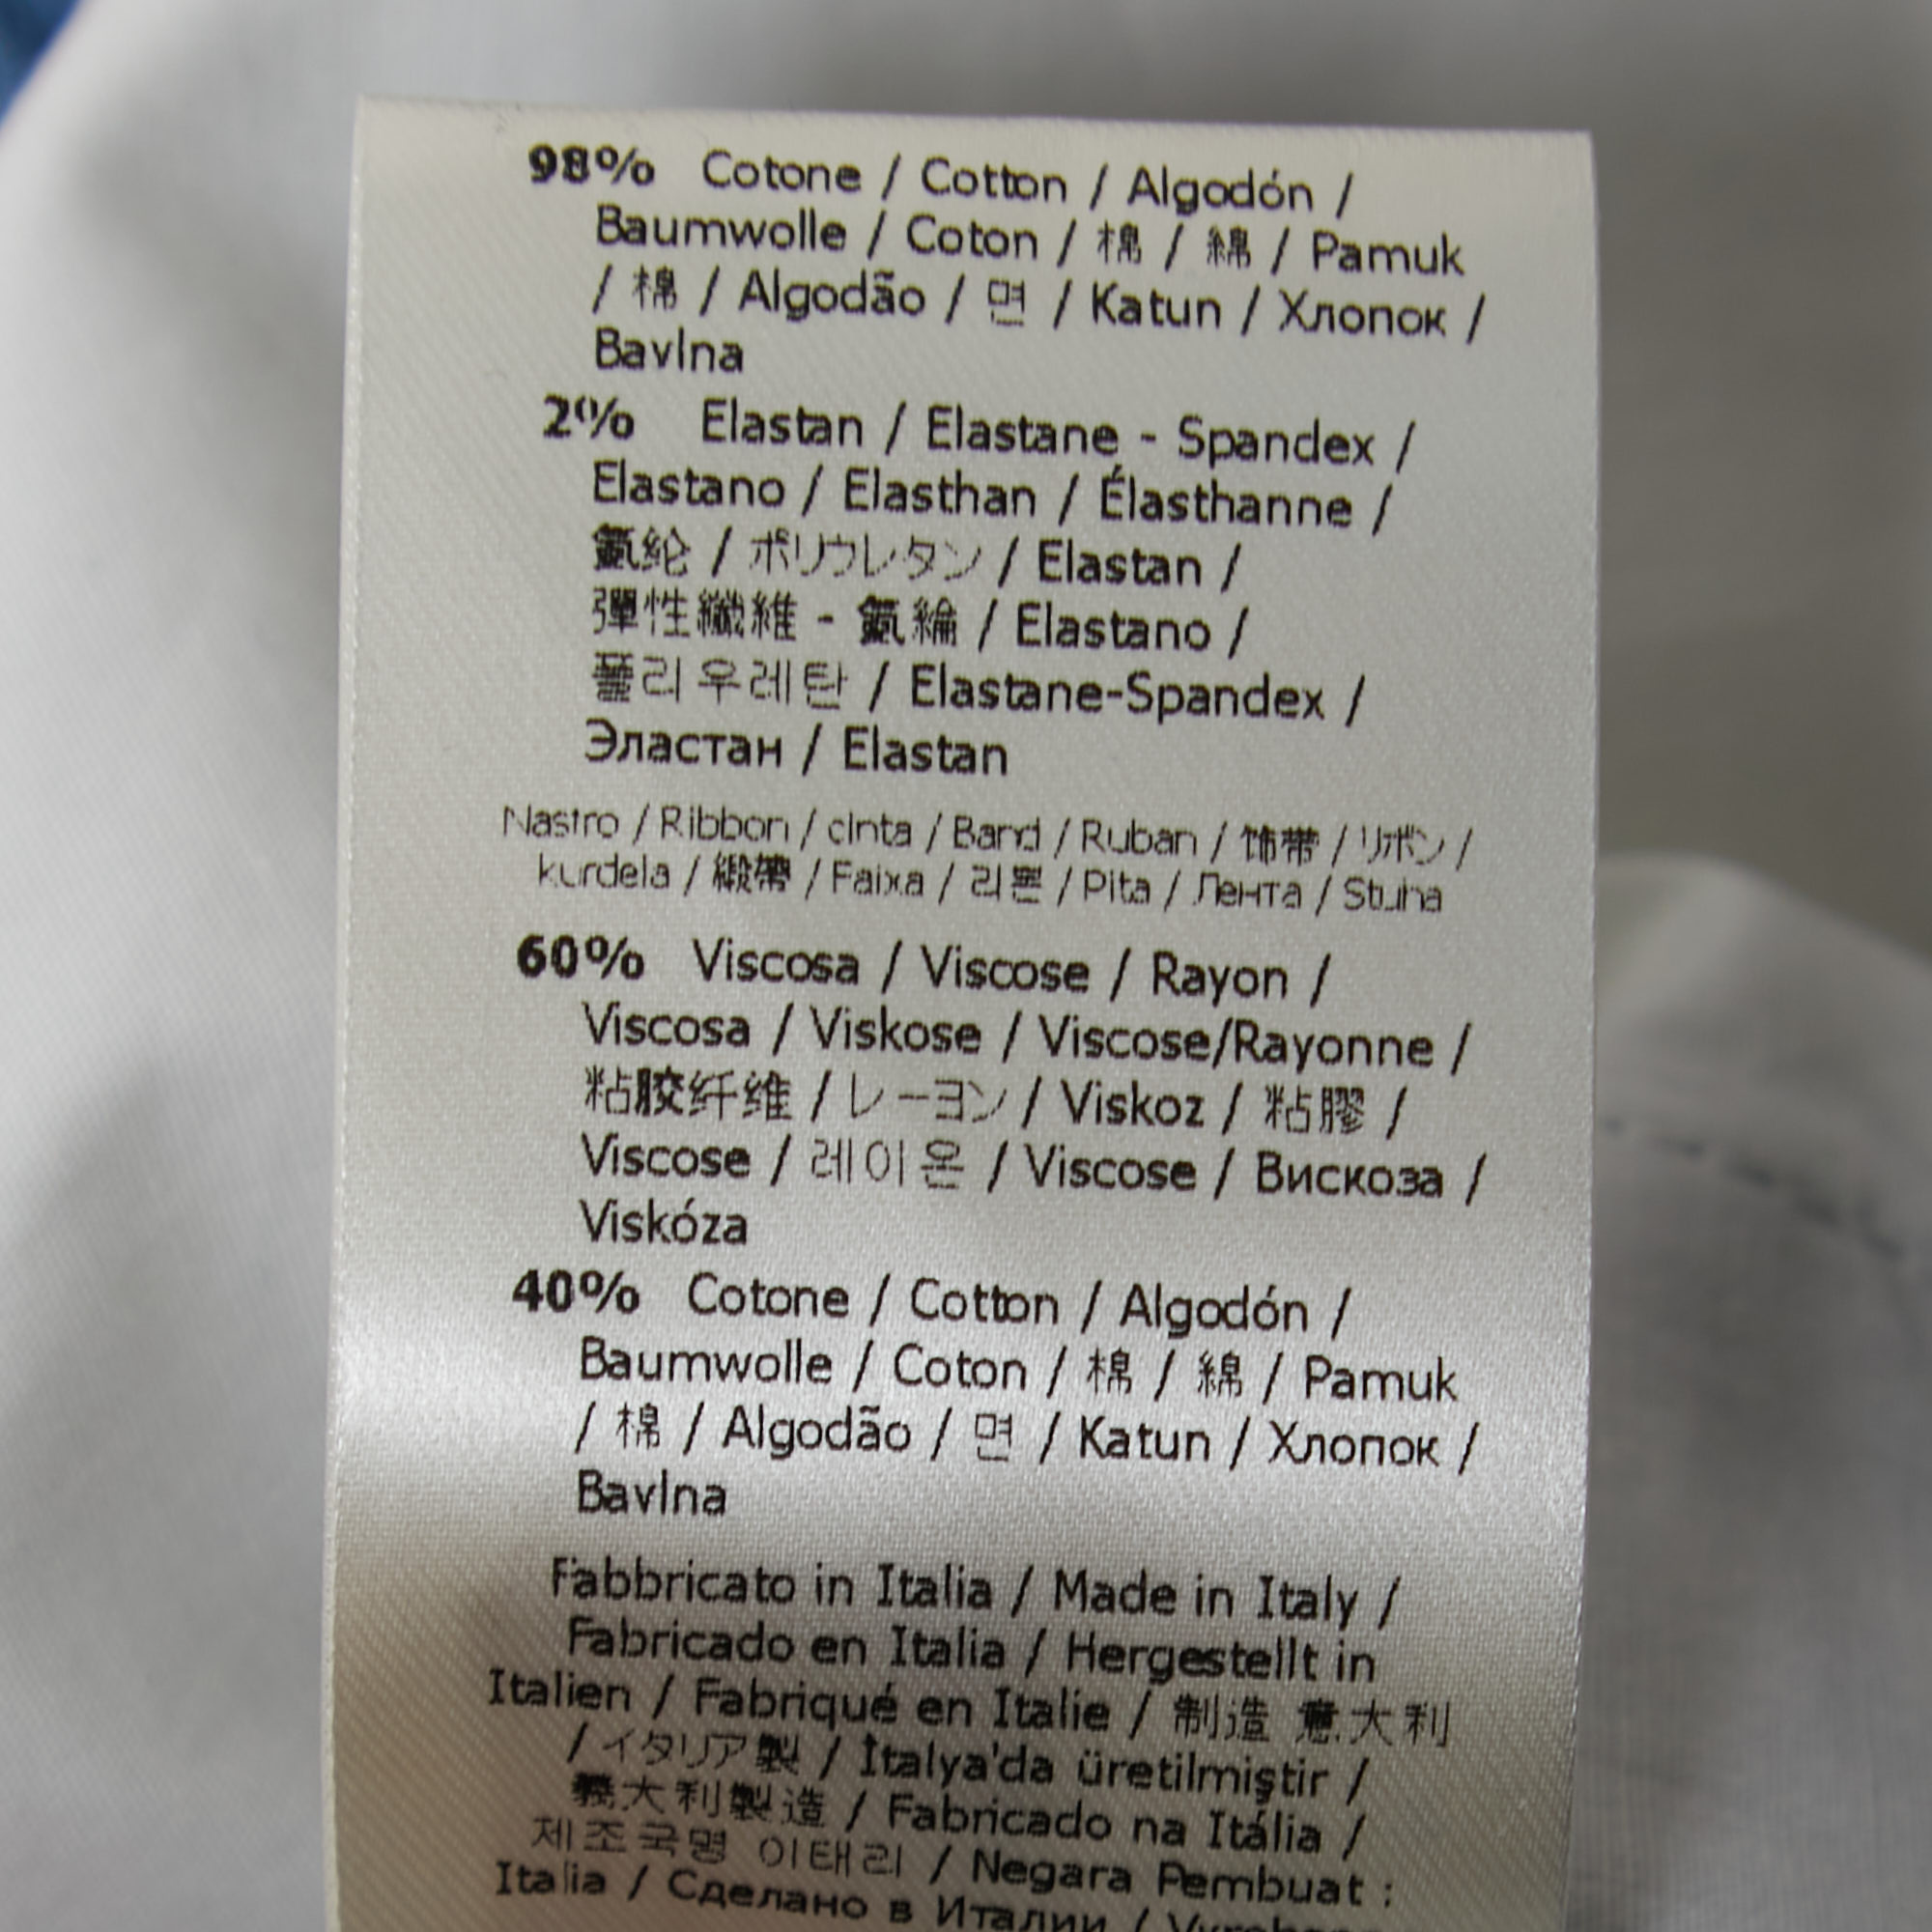 98% Cotone / Cotton / Algodón /
Baumwolle / Coton / 棉 / 綿 / Pamuk
/ 棉 / Algodão / 면 / Katun / Хлопок /
Bavlna
2% Elastan / Elastane - Spandex /
Elastano / Elasthan / Élasthanne /
氨纶 / ポリウレタン / Elastan /
彈性纖維 - 氨綸 / Elastano /
폴리우레탄 / Elastane-Spandex /
Эластан / Elastan
Nastro / Ribbon / cinta / Band / Ruban / 饰带 / リボン /
kurdela / 緞帶 / Faixa / 리본 / Pita / Лента / Stuha
60% Viscosa / Viscose / Rayon /
Viscosa / Viskose / Viscose/Rayonne /
粘胶纤维 / レーヨン / Viskoz / 粘膠 /
Viscose / 레이온 / Viscose / Вискоза /
Viskóza
40% Cotone / Cotton / Algodón /
Baumwolle / Coton / 棉 / 綿 / Pamuk
/ 棉 / Algodão / 면 / Katun / Хлопок /
Bavlna
Fabbricato in Italia / Made in Italy /
Fabricado en Italia / Hergestellt in
Italien / Fabriqué en Italie / 制造 意大利
/ イタリア製 / İtalya'da üretilmiştir /
義大利製造 / Fabricado na Itália /
제조국명 이태리 / Negara Pembuat :
Italia / Сделано в Италии /